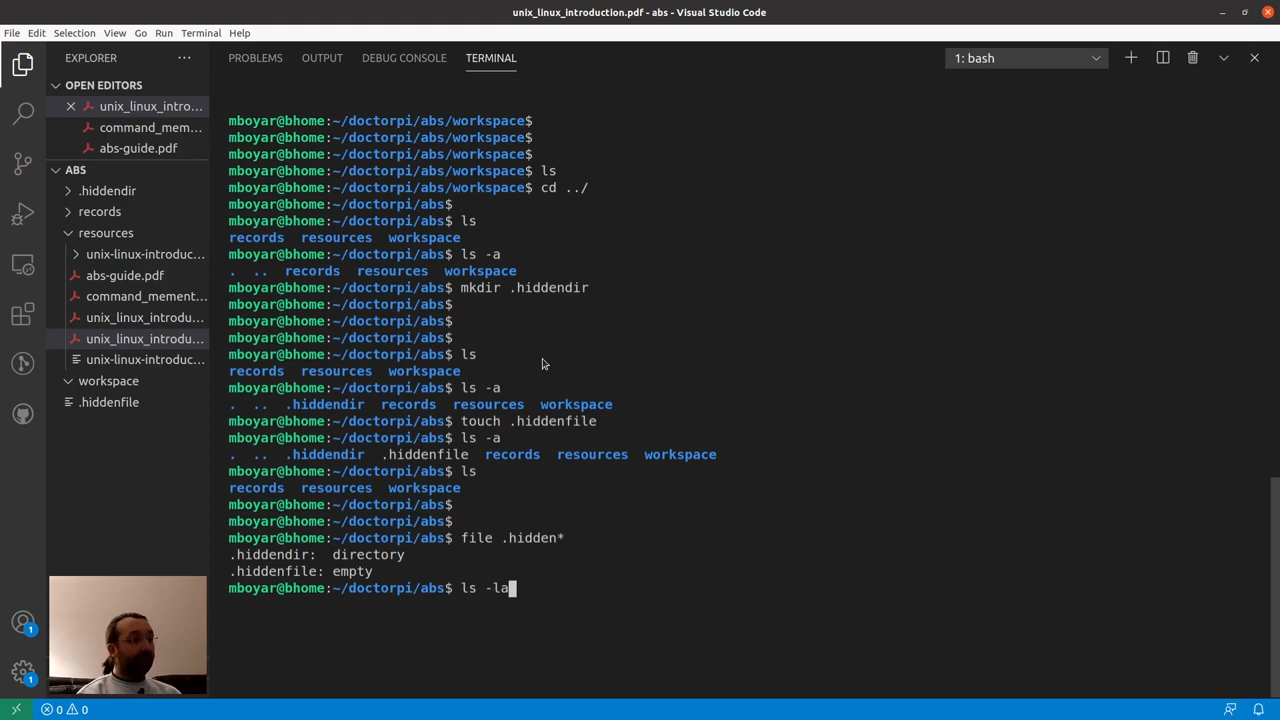 unix_linux_introduction.pdf - abs - Visual Studio Code
File Edit Selection View Go Run Terminal Help
EXPLORER ···
PROBLEMS OUTPUT DEBUG CONSOLE TERMINAL
1: bash
OPEN EDITORS
unix_linux_intro...
command_mem...
abs-guide.pdf
ABS
.hiddendir
records
resources
unix-linux-introduc...
abs-guide.pdf
command_mement...
unix_linux_introdu...
unix_linux_introdu...
unix-linux-introduc...
workspace
.hiddenfile
mboyar@bhome:~/doctorpi/abs/workspace$
mboyar@bhome:~/doctorpi/abs/workspace$
mboyar@bhome:~/doctorpi/abs/workspace$
mboyar@bhome:~/doctorpi/abs/workspace$ ls
mboyar@bhome:~/doctorpi/abs/workspace$ cd ../
mboyar@bhome:~/doctorpi/abs$
mboyar@bhome:~/doctorpi/abs$ ls
records resources workspace
mboyar@bhome:~/doctorpi/abs$ ls -a
. .. records resources workspace
mboyar@bhome:~/doctorpi/abs$ mkdir .hiddendir
mboyar@bhome:~/doctorpi/abs$
mboyar@bhome:~/doctorpi/abs$
mboyar@bhome:~/doctorpi/abs$
mboyar@bhome:~/doctorpi/abs$ ls
records resources workspace
mboyar@bhome:~/doctorpi/abs$ ls -a
. .. .hiddendir records resources workspace
mboyar@bhome:~/doctorpi/abs$ touch .hiddenfile
mboyar@bhome:~/doctorpi/abs$ ls -a
. .. .hiddendir .hiddenfile records resources workspace
mboyar@bhome:~/doctorpi/abs$ ls
records resources workspace
mboyar@bhome:~/doctorpi/abs$
mboyar@bhome:~/doctorpi/abs$
mboyar@bhome:~/doctorpi/abs$ file .hidden*
.hiddendir: directory
.hiddenfile: empty
mboyar@bhome:~/doctorpi/abs$ ls -la
1
1
0 0